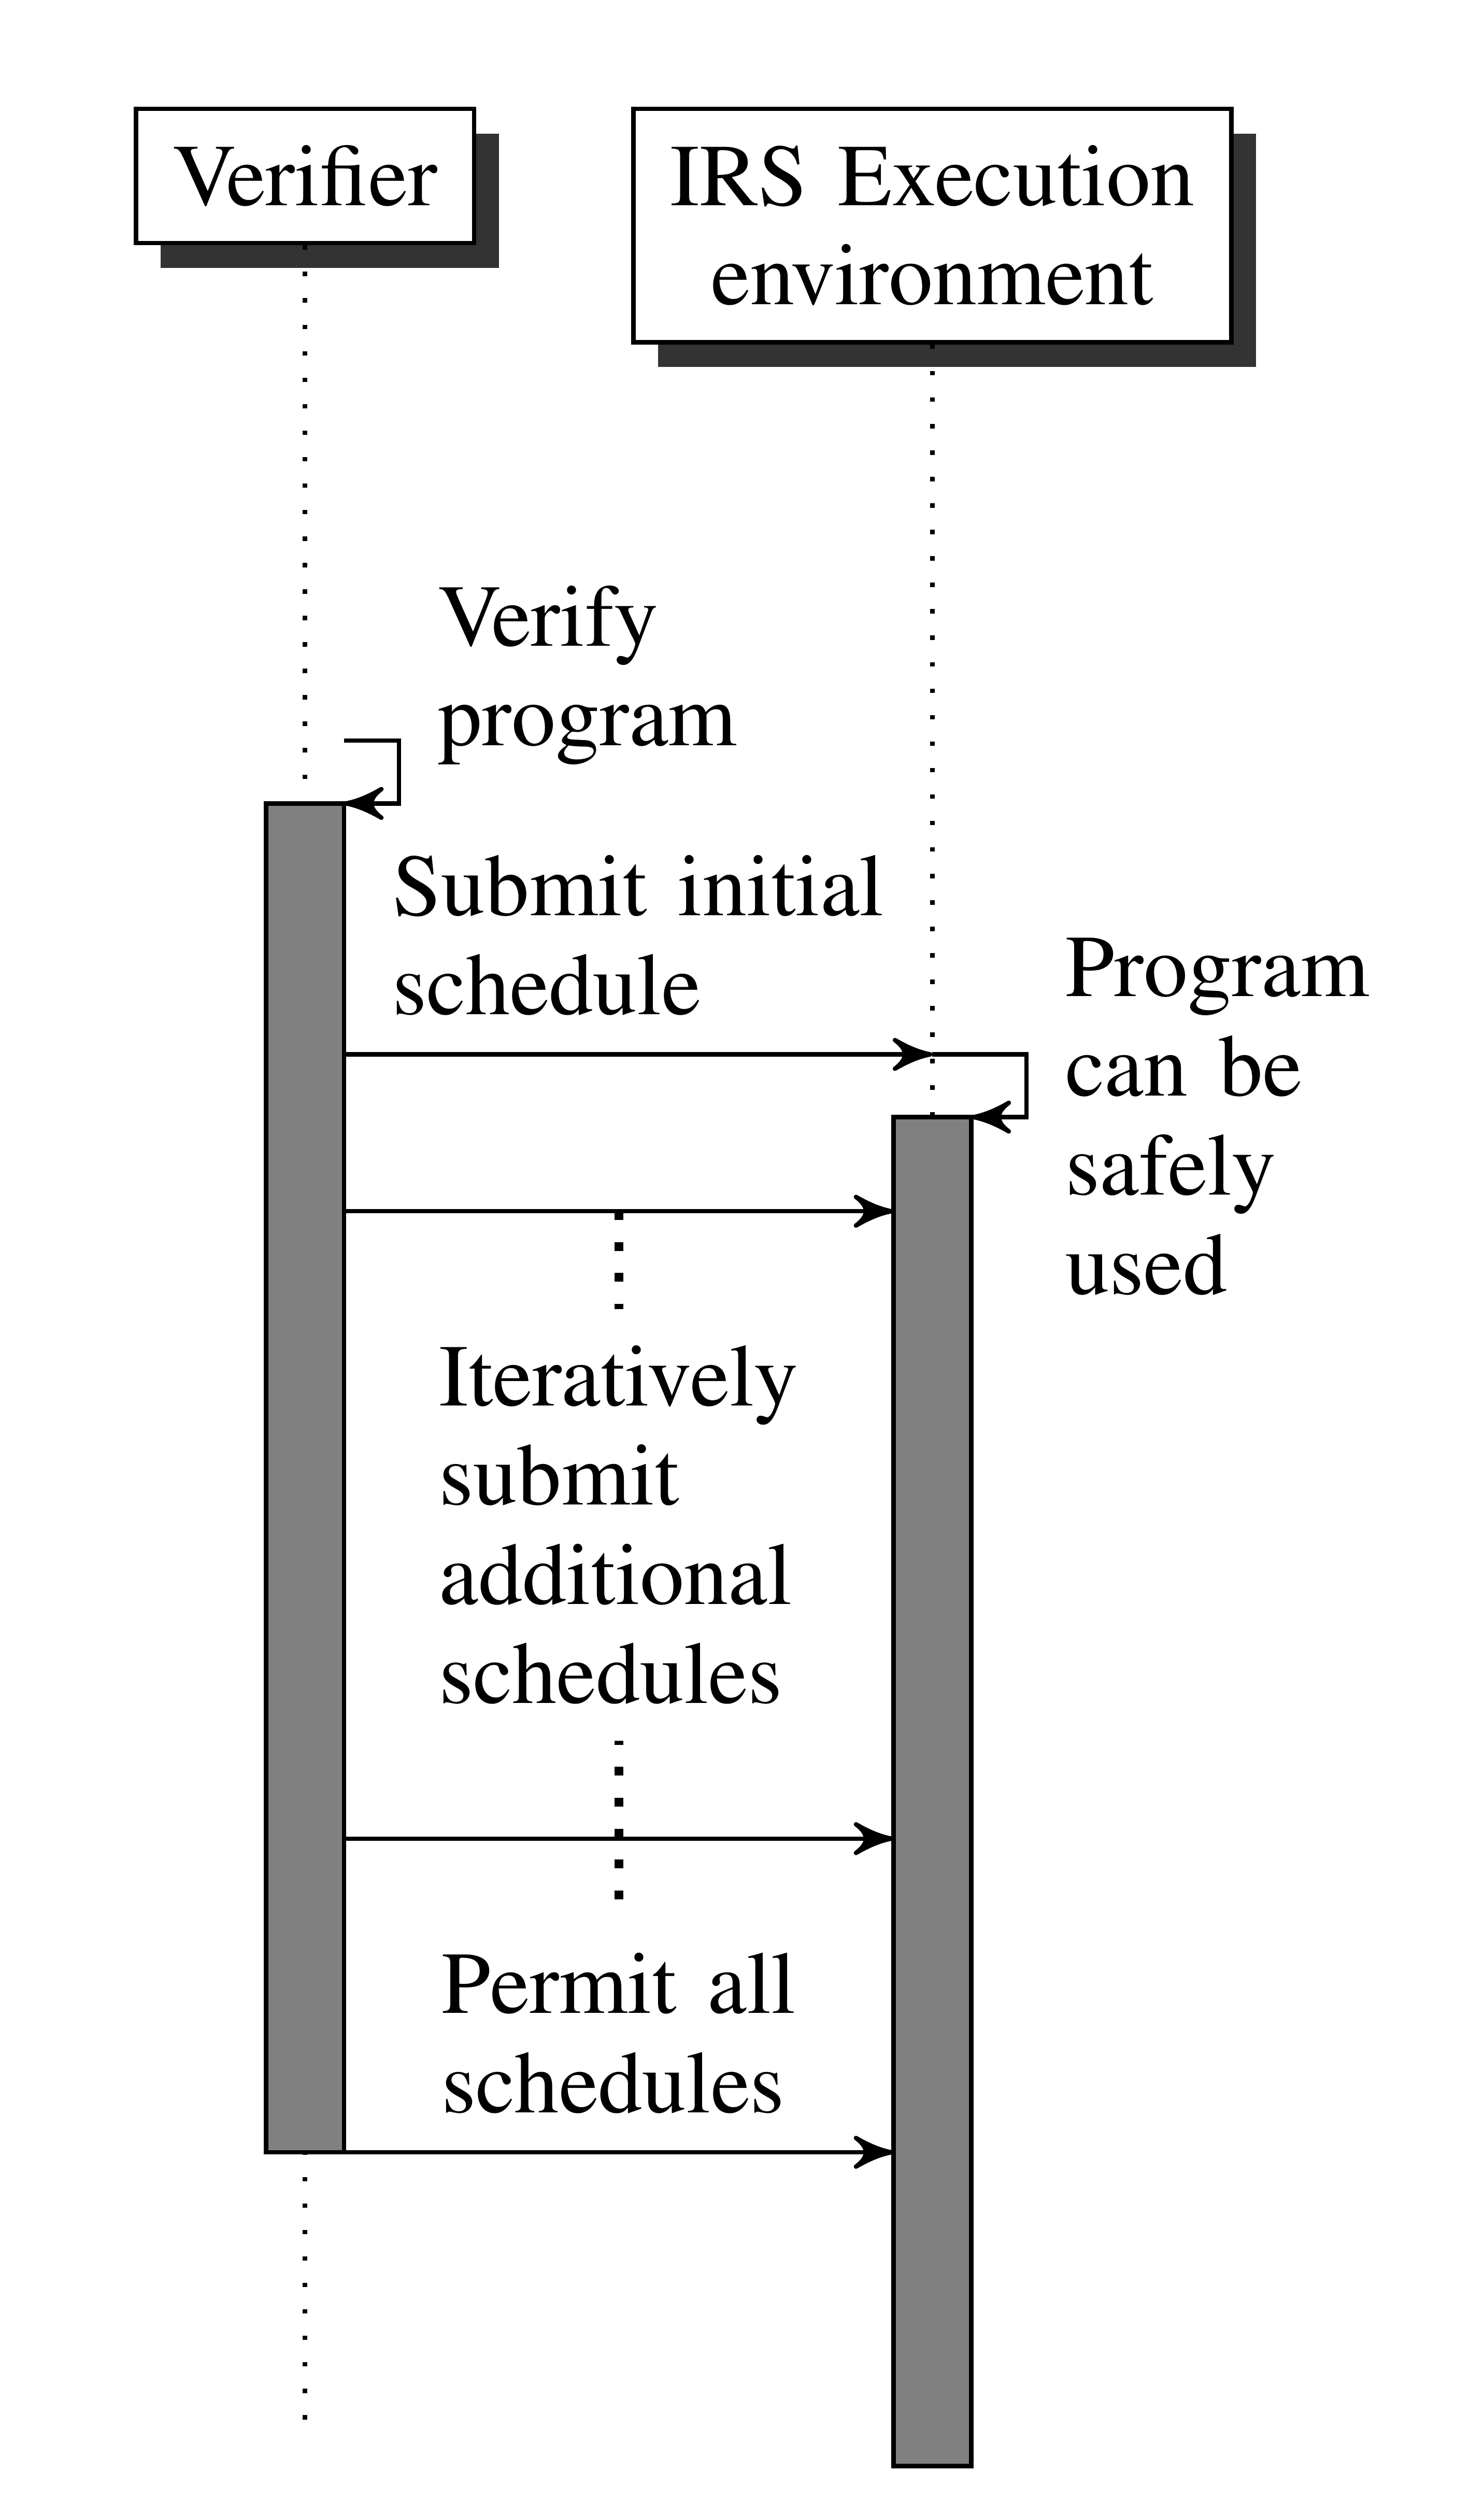 Verifier
IRS Execution
environment
Verify
program
Submit initial
schedule
Program
can be
safely
used
Iteratively
submit
additional
schedules
Permit all
schedules